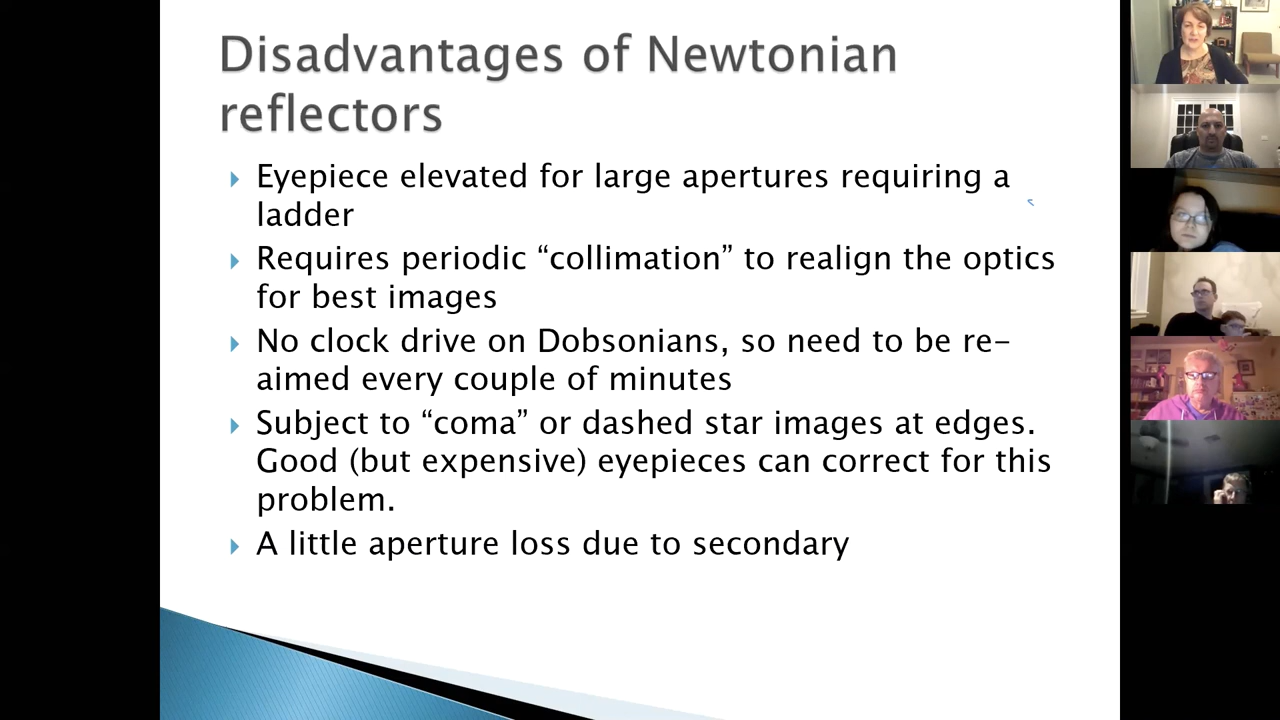 Disadvantages of Newtonian
reflectors
Eyepiece elevated for large apertures requiring a
ladder
Requires periodic “collimation” to realign the optics
for best images
No clock drive on Dobsonians, so need to be re-
aimed every couple of minutes
Subject to “coma” or dashed star images at edges.
Good (but expensive) eyepieces can correct for this
problem.
A little aperture loss due to secondary